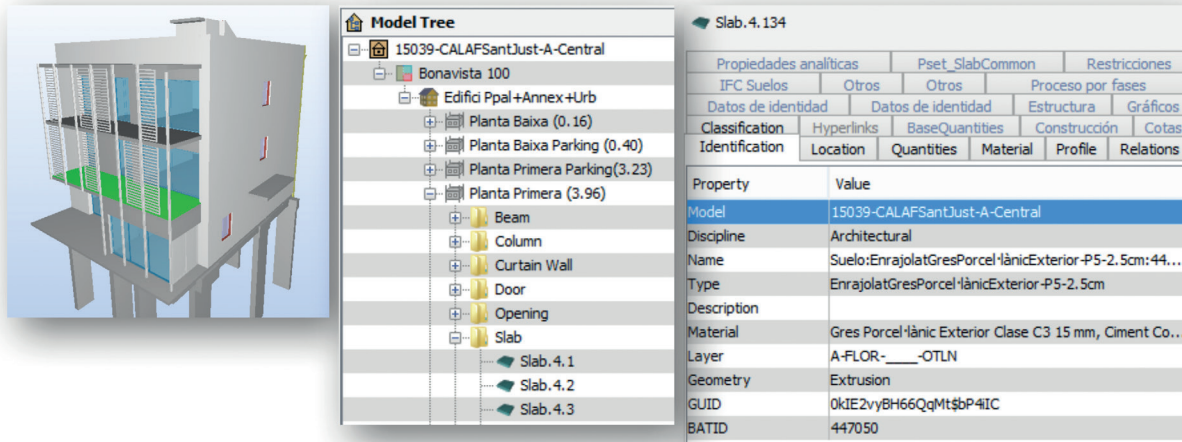 Model Tree
15039-CALAFSantJust-A-Central
Bonavista 100
Edifici Ppal+Annex+Urb
Planta Baixa (0.16)
Planta Baixa Parking (0.40)
Planta Primera Parking(3.23)
Planta Primera (3.96)
Beam
Column
Curtain Wall
Door
Opening
Slab
Slab.4.1
Slab.4.2
Slab.4.3
Slab.4.134
Propiedades analíticas Pset_SlabCommon Restricciones
IFC Suelos Otros Otros Proceso por fases
Datos de identidad Datos de identidad Estructura Gráficos
Classification Hyperlinks BaseQuantities Construcción Cotas
Identification Location Quantities Material Profile Relations
Property Value
Model 15039-CALAFSantJust-A-Central
Discipline Architectural
Name Suelo:EnrajolatGresPorcel·lànicExterior-P5-2.5cm:44...
Type EnrajolatGresPorcel·lànicExterior-P5-2.5cm
Description
Material Gres Porcel·lànic Exterior Clase C3 15 mm, Ciment Co...
Layer A-FLOR-____-OTLN
Geometry Extrusion
GUID 0kIE2vyBH66QqMt$bP4iIC
BATID 447050